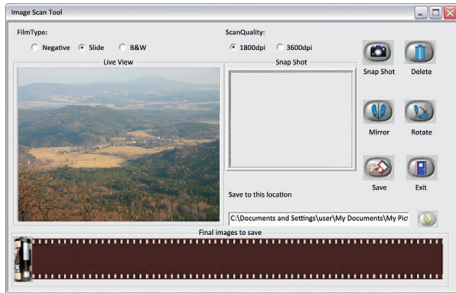 Image Scan Tool
FilmType:
Negative
Slide
B&W
ScanQuality:
1800dpi
3600dpi
Live View
Snap Shot
Snap Shot
Delete
Mirror
Rotate
Save
Exit
Save to this location
C:\Documents and Settings\user\My Documents\My Pic
Final images to save